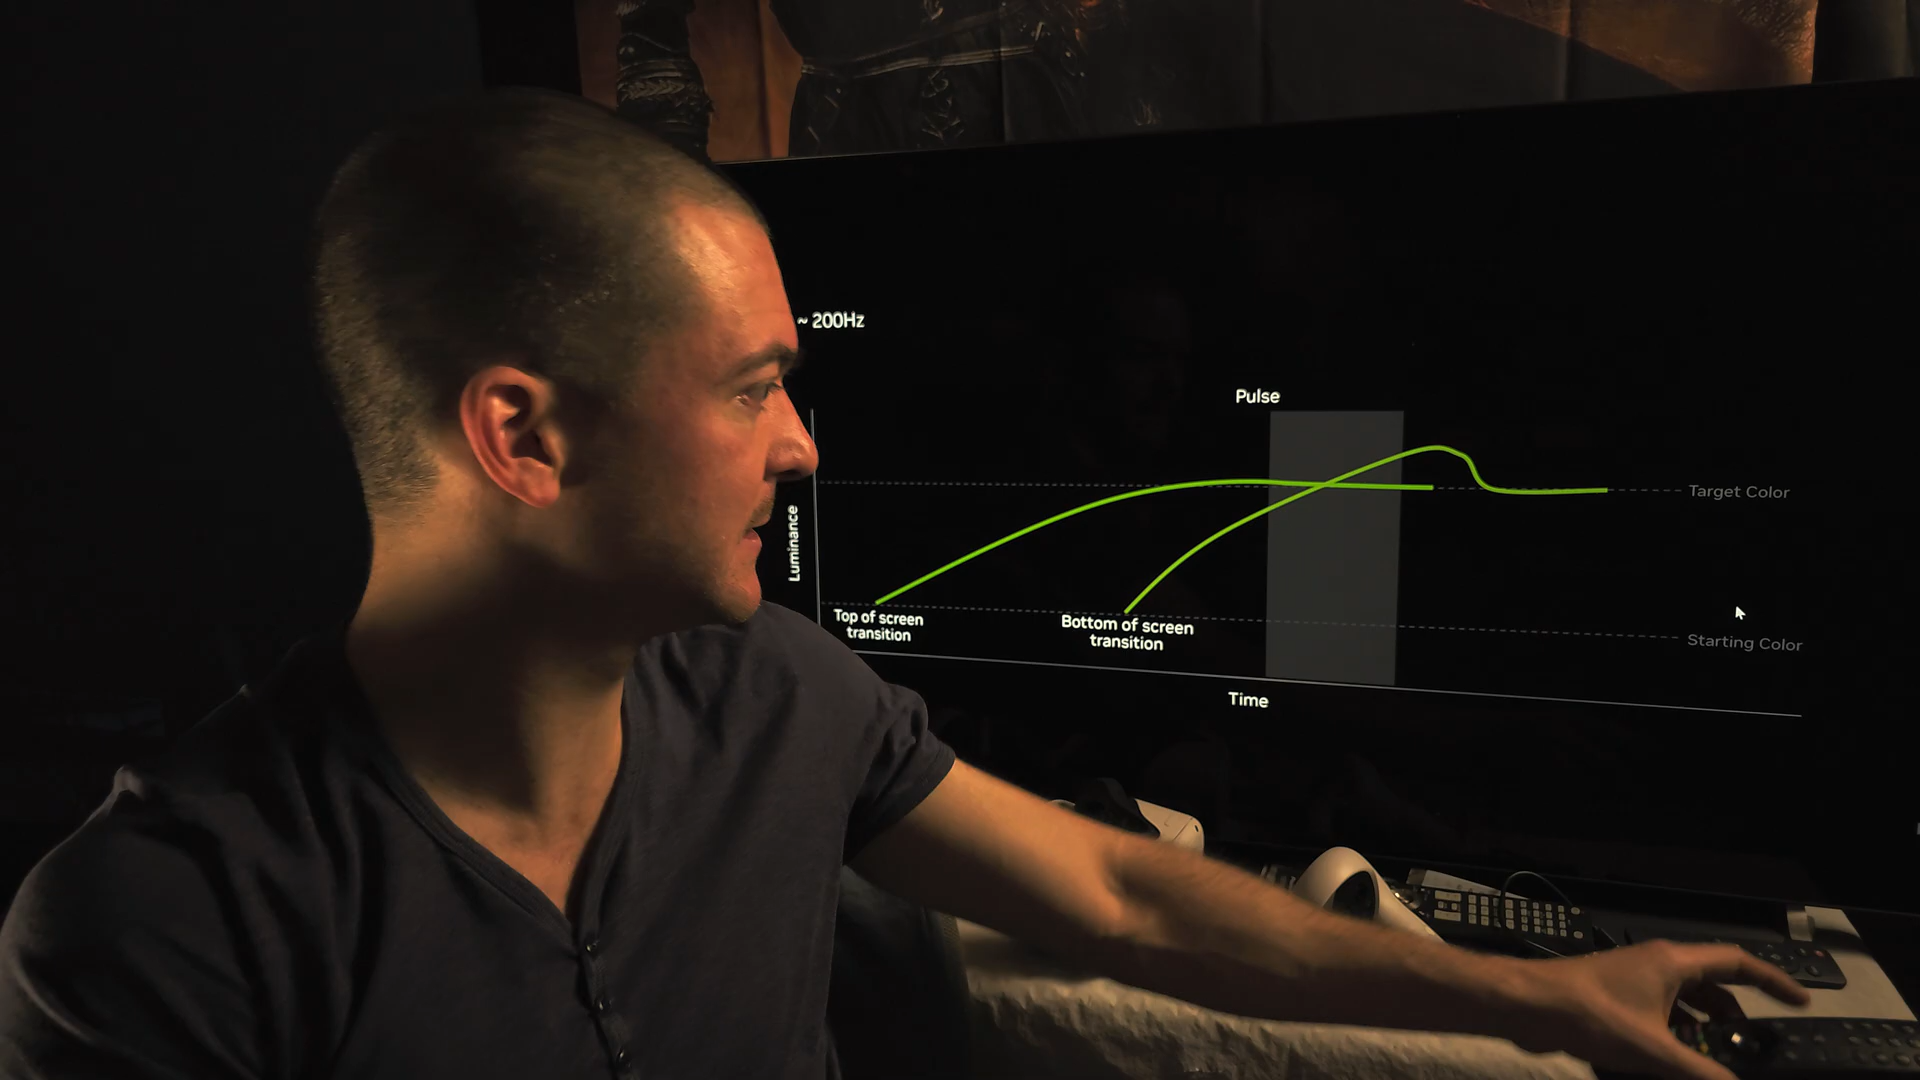 ~ 200Hz
Pulse
Target Color
Luminance
Top of screen
transition
Bottom of screen
transition
Starting Color
Time